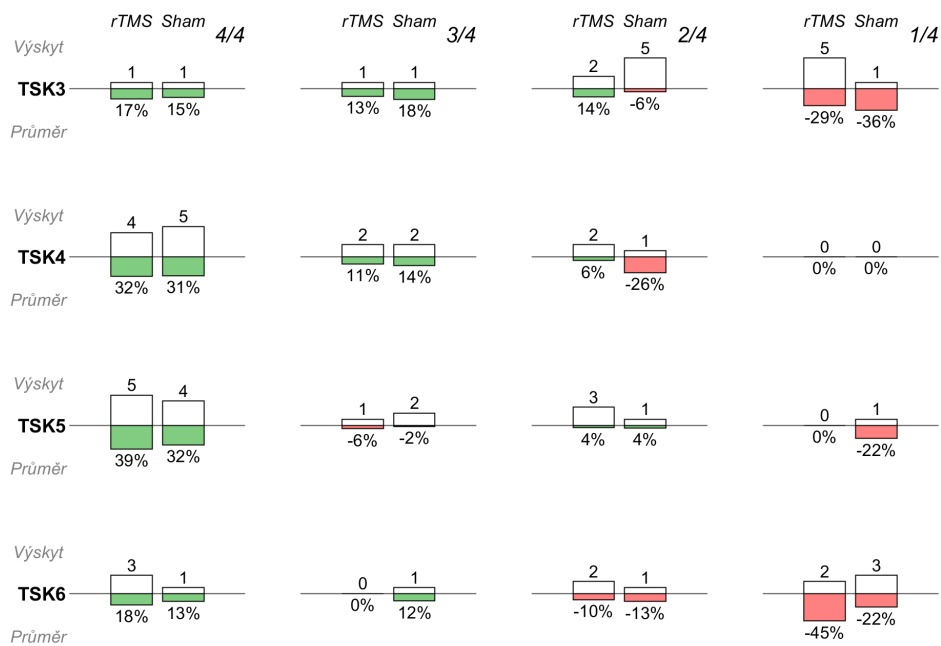 rTMS Sham 4/4 rTMS Sham 3/4 rTMS Sham 2/4 rTMS Sham 1/4
Výskyt
1 1 1 1 2 5 5 1
TSK3
17% 15% 13% 18% 14% -6% -29% -36%
Průměr
Výskyt
4 5 2 2 2 1 0 0
TSK4
32% 31% 11% 14% 6% -26% 0% 0%
Průměr
Výskyt
5 4 1 2 3 1 0 1
TSK5
39% 32% -6% -2% 4% 4% 0% -22%
Průměr
Výskyt
3 1 0 1 2 1 2 3
TSK6
18% 13% 0% 12% -10% -13% -45% -22%
Průměr